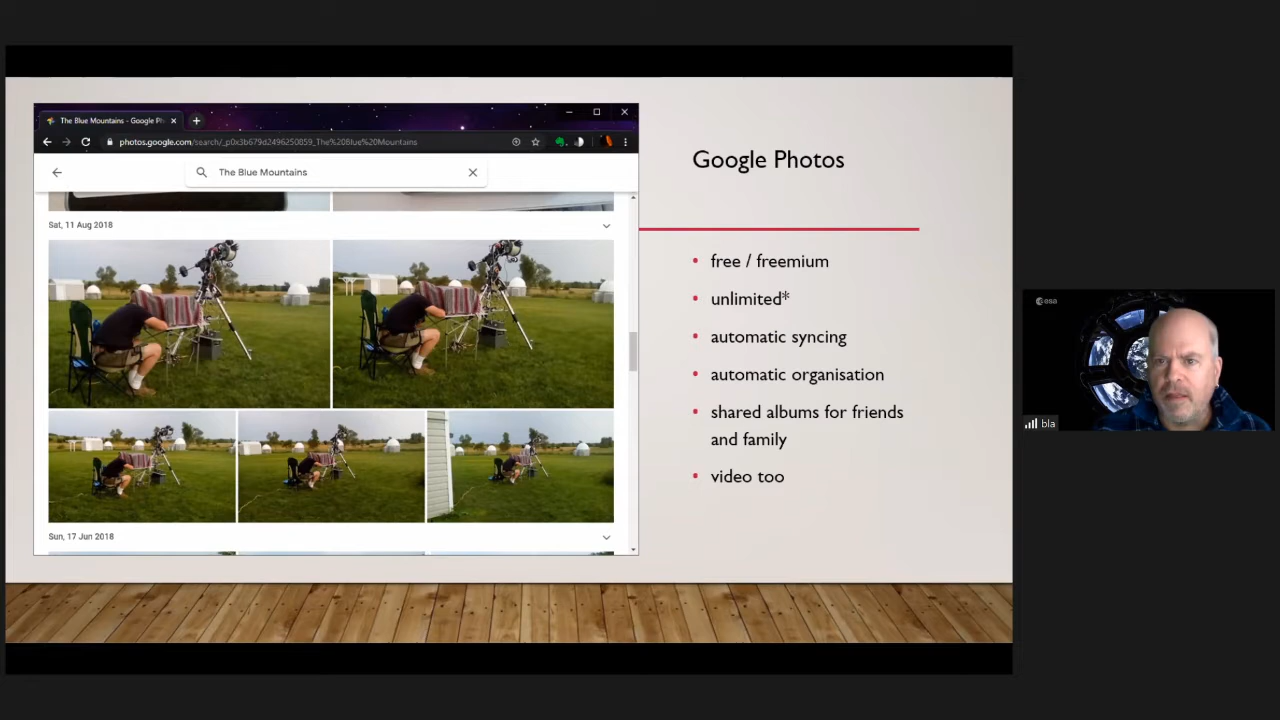 The Blue Mountains - Google Ph
photos.google.com/search/_p0x3b679d2496250859_The%20Blue%20Mountains
The Blue Mountains
Sat, 11 Aug 2018
Sun, 17 Jun 2018
Google Photos
free / freemium
unlimited*
automatic syncing
automatic organisation
shared albums for friends
and family
video too
esa
bla